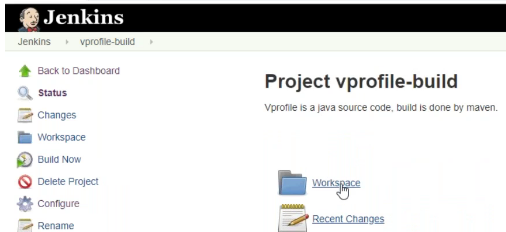 Jenkins
Jenkins vprofile-build
Back to Dashboard
Status
Changes
Workspace
Build Now
Delete Project
Configure
Rename
Project vprofile-build
Vprofile is a java source code, build is done by maven.
Workspace
Recent Changes